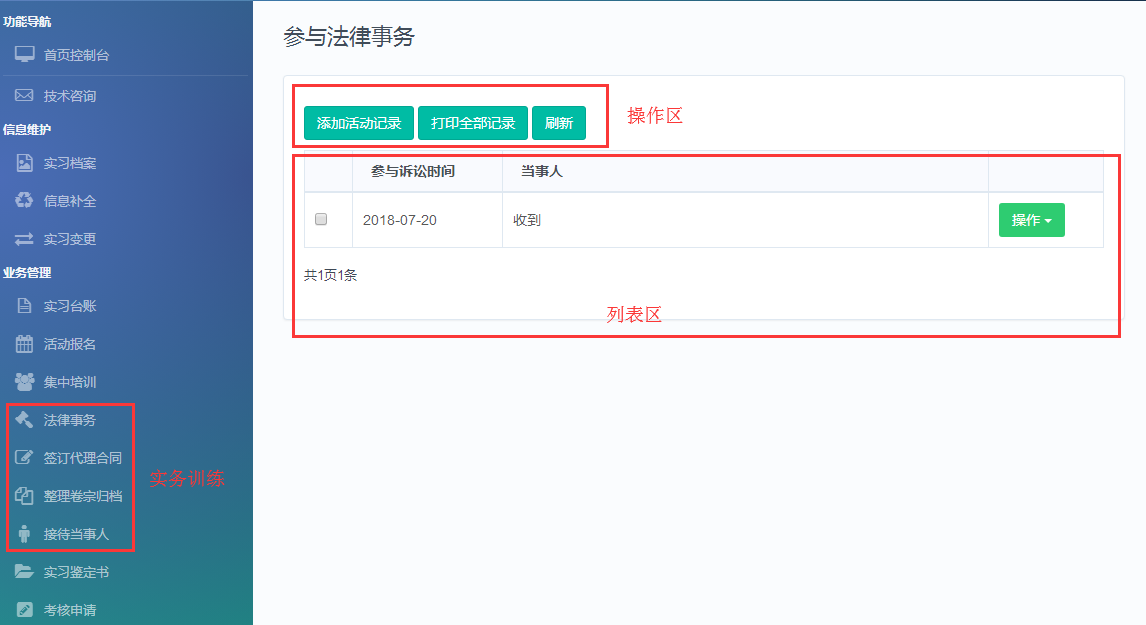 功能导航
首页控制台
技术咨询
信息维护
实习档案
信息补全
实习变更
业务管理
实习台账
活动报名
集中培训
法律事务
签订代理合同
整理卷宗归档
接待当事人
实习鉴定书
考核申请
实务训练
参与法律事务
添加活动记录 打印全部记录 刷新
操作区
参与诉讼时间 当事人
2018-07-20 收到 操作
共1页1条
列表区